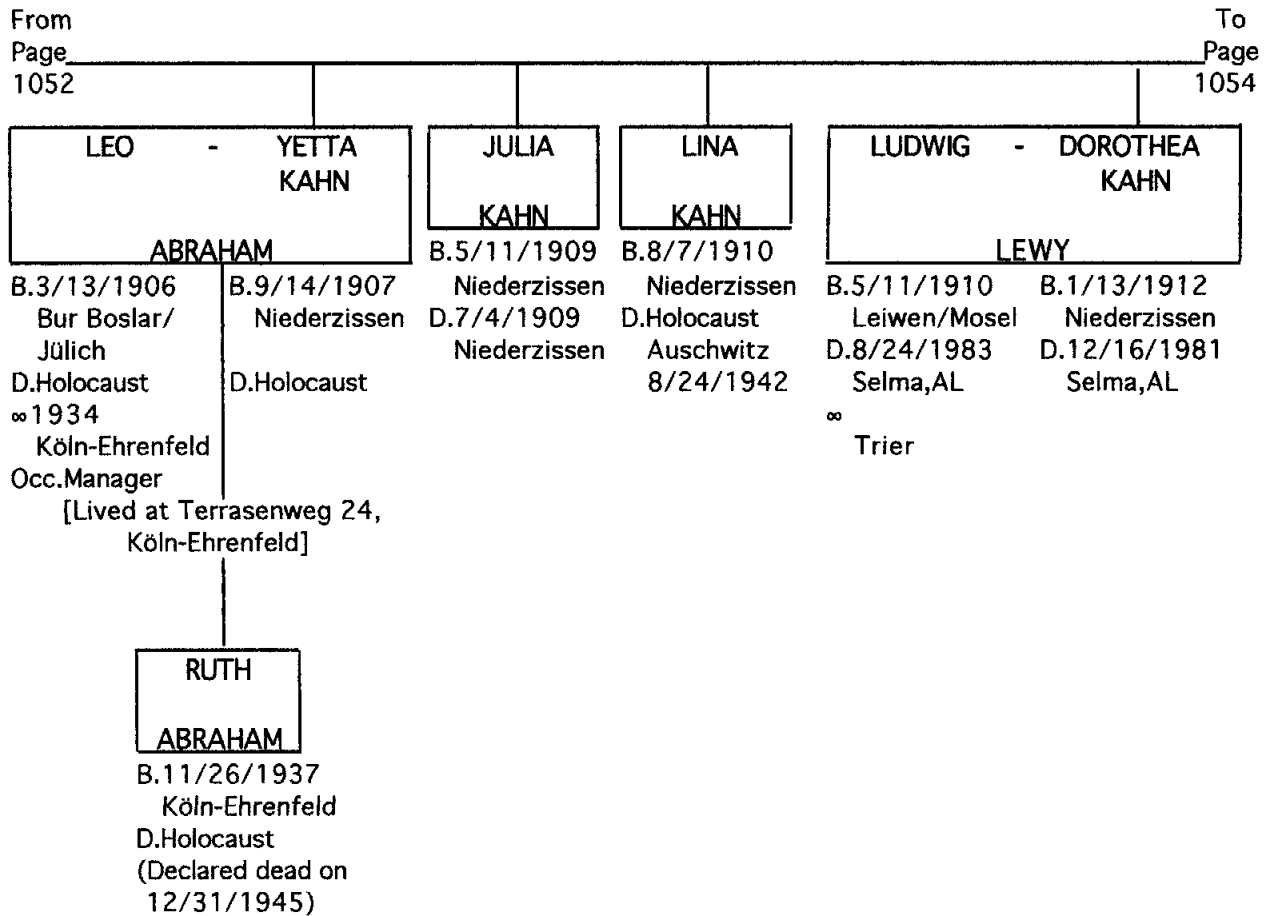 From
Page
1052
To
Page
1054
LEO - YETTA
KAHN
ABRAHAM
B.3/13/1906
Bur Boslar/
Jülich
D.Holocaust
∞1934
Köln-Ehrenfeld
Occ.Manager
B.9/14/1907
Niederzissen
D.Holocaust
[Lived at Terrasenweg 24,
Köln-Ehrenfeld]
JULIA
KAHN
B.5/11/1909
Niederzissen
D.7/4/1909
Niederzissen
LINA
KAHN
B.8/7/1910
Niederzissen
D.Holocaust
Auschwitz
8/24/1942
LUDWIG - DOROTHEA
KAHN
LEWY
B.5/11/1910
Leiwen/Mosel
D.8/24/1983
Selma,AL
∞
Trier
B.1/13/1912
Niederzissen
D.12/16/1981
Selma,AL
RUTH
ABRAHAM
B.11/26/1937
Köln-Ehrenfeld
D.Holocaust
(Declared dead on
12/31/1945)